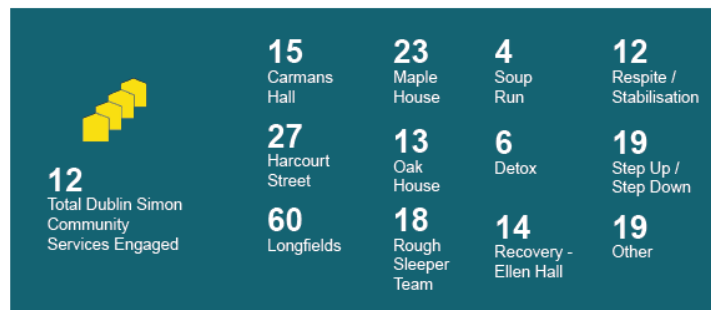 12
Total Dublin Simon
Community
Services Engaged
15
Carmans
Hall
27
Harcourt
Street
60
Longfields
23
Maple
House
13
Oak
House
18
Rough
Sleeper
Team
4
Soup
Run
6
Detox
14
Recovery -
Ellen Hall
12
Respite /
Stabilisation
19
Step Up /
Step Down
19
Other